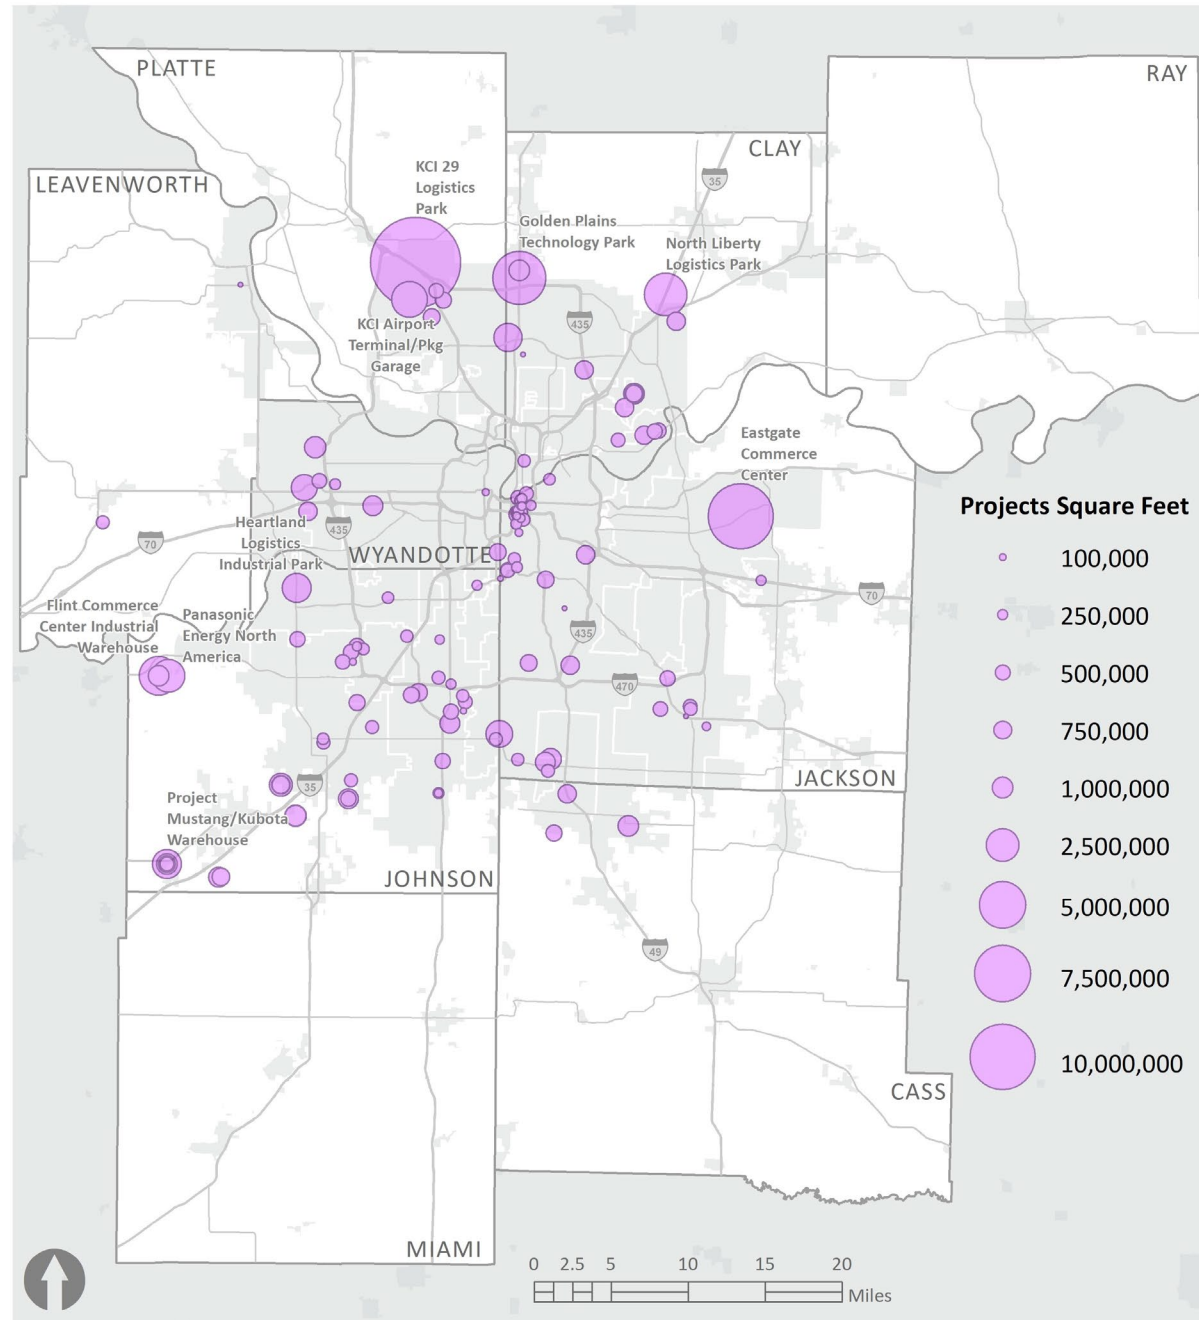 PLATTE
RAY
CLAY
LEAVENWORTH
KCI 29
Logistics
Park
35
Golden Plains
Technology Park
North Liberty
Logistics Park
435
KCI Airport
Terminal/Pkg
Garage
Eastgate
Commerce
Center
Projects Square Feet
100,000
250,000
500,000
750,000
1,000,000
2,500,000
5,000,000
7,500,000
10,000,000
Heartland
Logistics
Industrial Park
435
70
WYANDOTTE
70
Flint Commerce
Center Industrial
Warehouse
Panasonic
Energy North
America
435
470
35
JACKSON
Project
Mustang/Kubota
Warehouse
JOHNSON
49
CASS
MIAMI
0 2.5 5 10 15 20
Miles